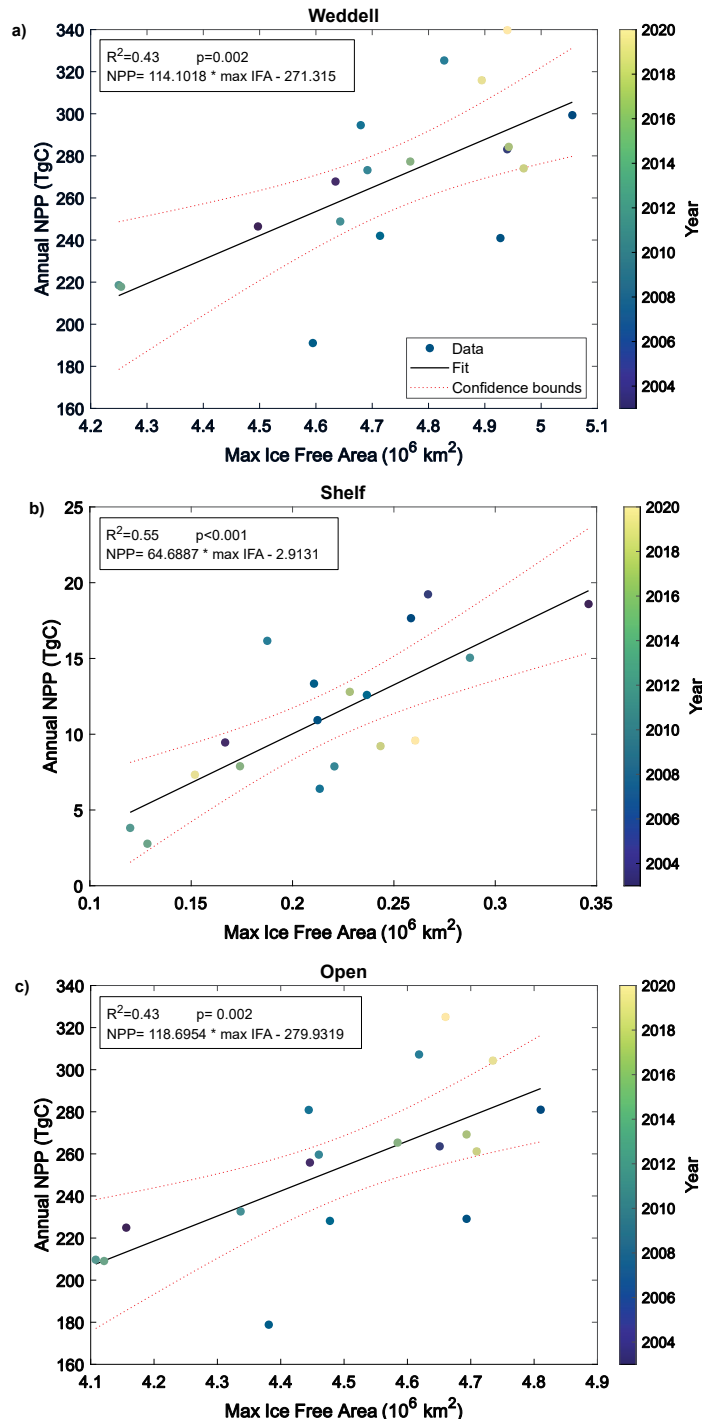 Weddell
a)
R²=0.43 p=0.002
NPP= 114.1018 * max IFA - 271.315
340
320
300
280
260
240
220
200
180
160
Annual NPP (TgC)
Data
Fit
Confidence bounds
4.2 4.3 4.4 4.5 4.6 4.7 4.8 4.9 5 5.1
Max Ice Free Area (10⁶ km²)
2020
2018
2016
2014
2012
2010
2008
2006
2004
Year
Shelf
b)
R²=0.55 p<0.001
NPP= 64.6887 * max IFA - 2.9131
25
20
15
10
5
0
Annual NPP (TgC)
0.1 0.15 0.2 0.25 0.3 0.35
Max Ice Free Area (10⁶ km²)
2020
2018
2016
2014
2012
2010
2008
2006
2004
Year
Open
c)
R²=0.43 p= 0.002
NPP= 118.6954 * max IFA - 279.9319
340
320
300
280
260
240
220
200
180
160
Annual NPP (TgC)
4.1 4.2 4.3 4.4 4.5 4.6 4.7 4.8 4.9
Max Ice Free Area (10⁶ km²)
2020
2018
2016
2014
2012
2010
2008
2006
2004
Year